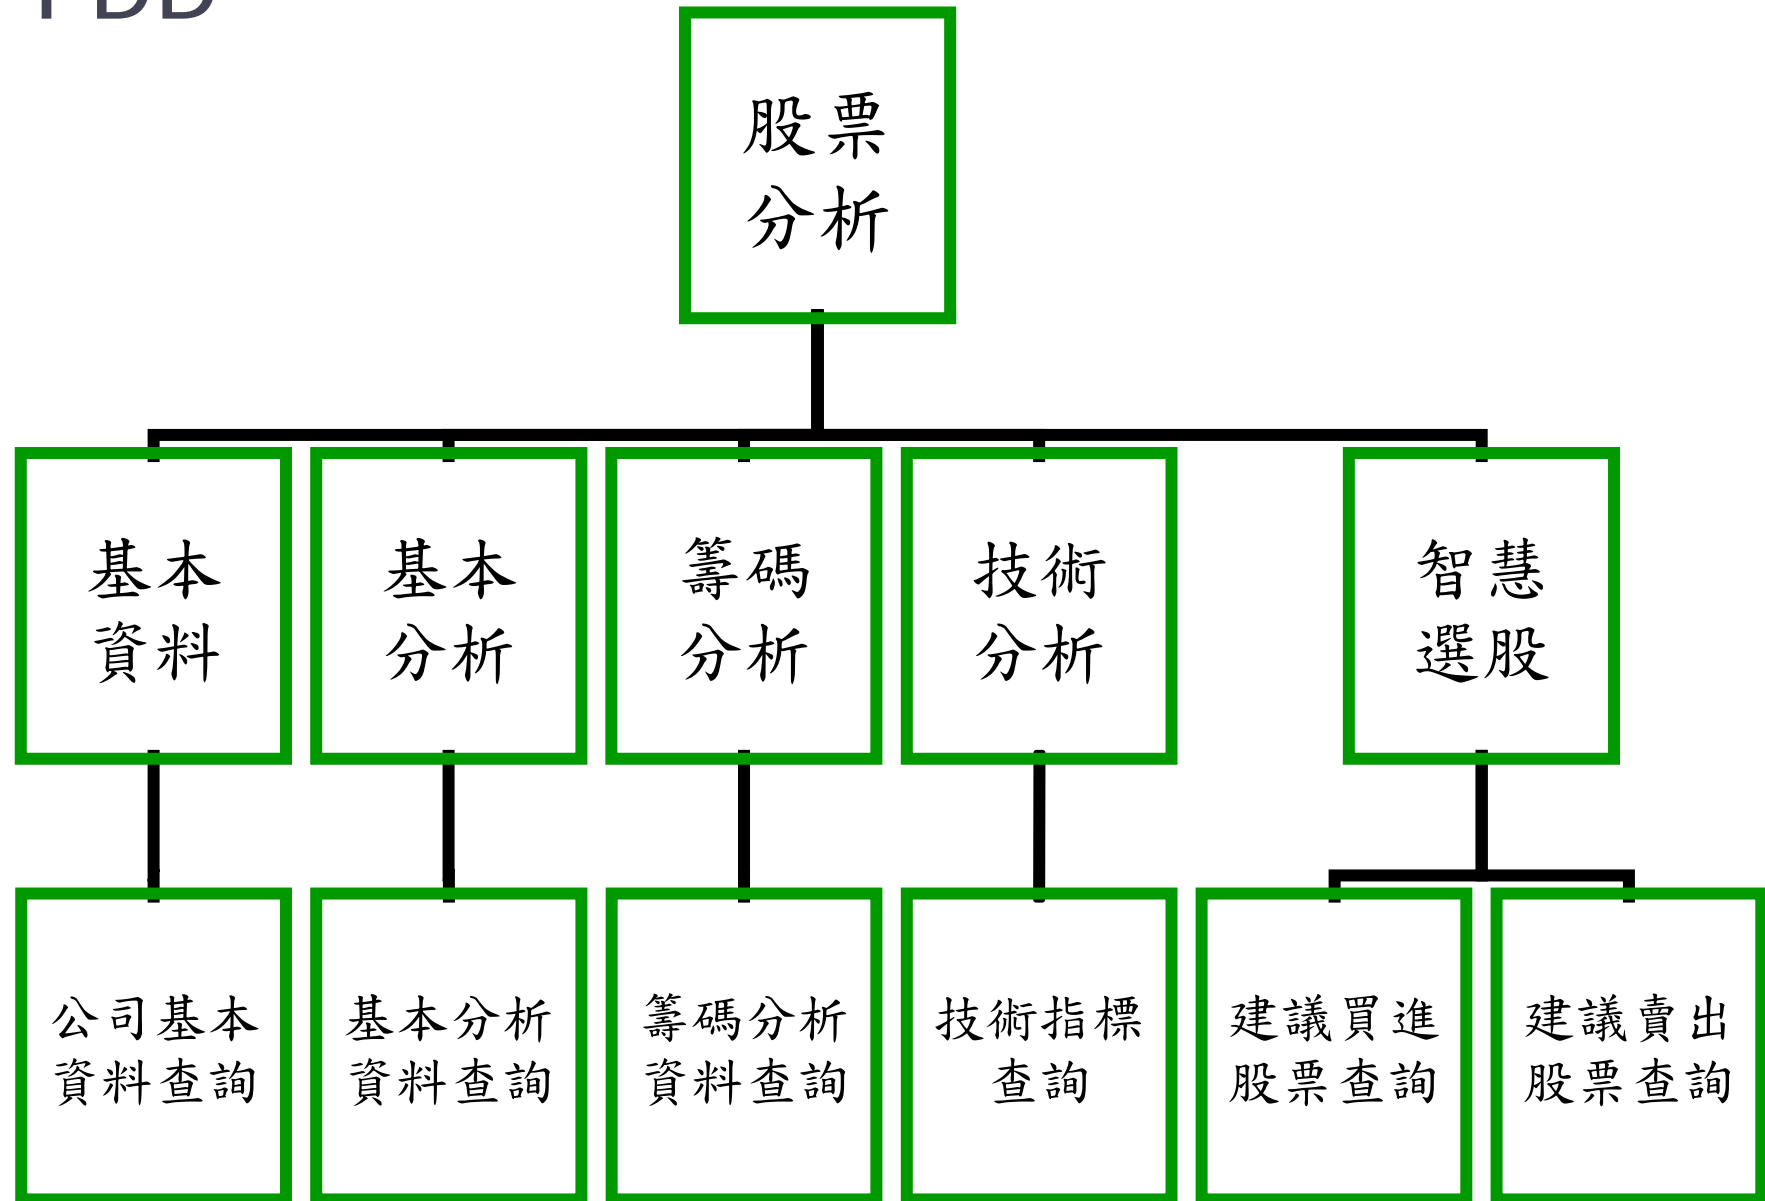 股票
分析
基本
資料
基本
分析
籌碼
分析
技術
分析
智慧
選股
公司基本
資料查詢
基本分析
資料查詢
籌碼分析
資料查詢
技術指標
查詢
建議買進
股票查詢
建議賣出
股票查詢